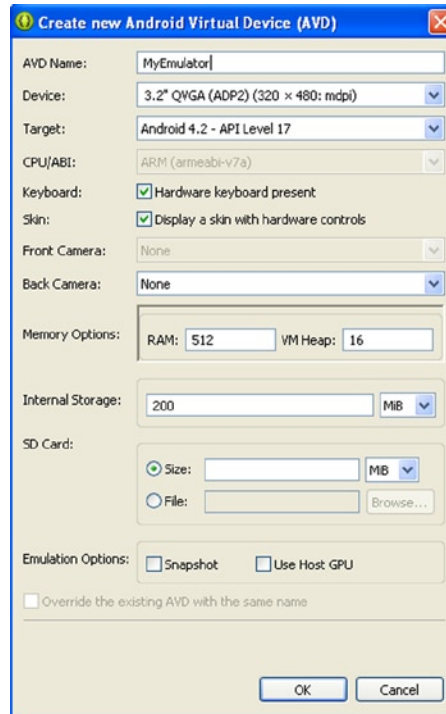 Create new Android Virtual Device (AVD)
AVD Name: MyEmulator
Device: 3.2" QVGA (ADP2) (320 × 480: mdpi)
Target: Android 4.2 - API Level 17
CPU/ABI: ARM (armeabi-v7a)
Keyboard: Hardware keyboard present
Skin: Display a skin with hardware controls
Front Camera: None
Back Camera: None
Memory Options: RAM: 512 VM Heap: 16
Internal Storage: 200 MiB
SD Card:
Size: MiB
File: Browse...
Emulation Options: Snapshot Use Host GPU
Override the existing AVD with the same name
OK Cancel